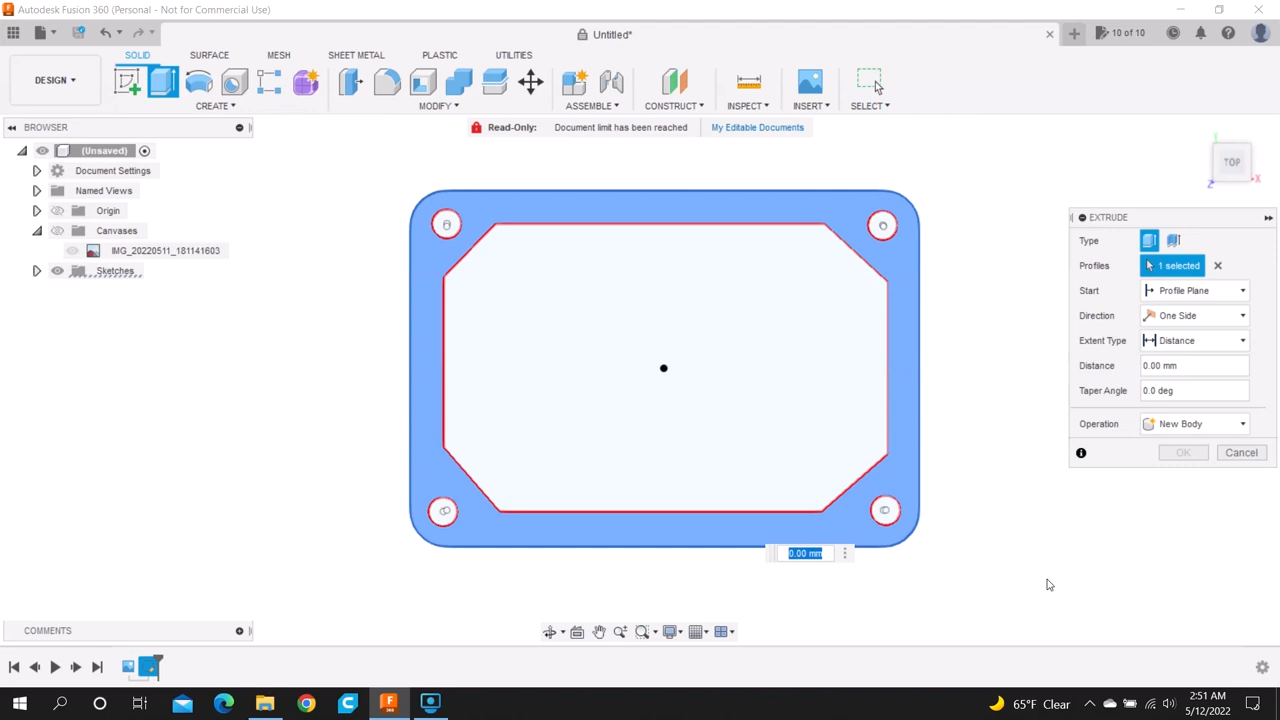 Autodesk Fusion 360 (Personal - Not for Commercial Use)
Untitled*
10 of 10
SOLID SURFACE MESH SHEET METAL PLASTIC UTILITIES
DESIGN
CREATE MODIFY ASSEMBLE CONSTRUCT INSPECT INSERT SELECT
BROWSER
Read-Only: Document limit has been reached My Editable Documents
(Unsaved)
Document Settings
Named Views
Origin
Canvases
IMG_20220511_181141603
Sketches
TOP
Y
Z
X
EXTRUDE
Type
Profiles 1 selected
Start Profile Plane
Direction One Side
Extent Type Distance
Distance 0.00 mm
Taper Angle 0.0 deg
Operation New Body
OK Cancel
0.00 mm
COMMENTS
65°F Clear
2:51 AM
5/12/2022